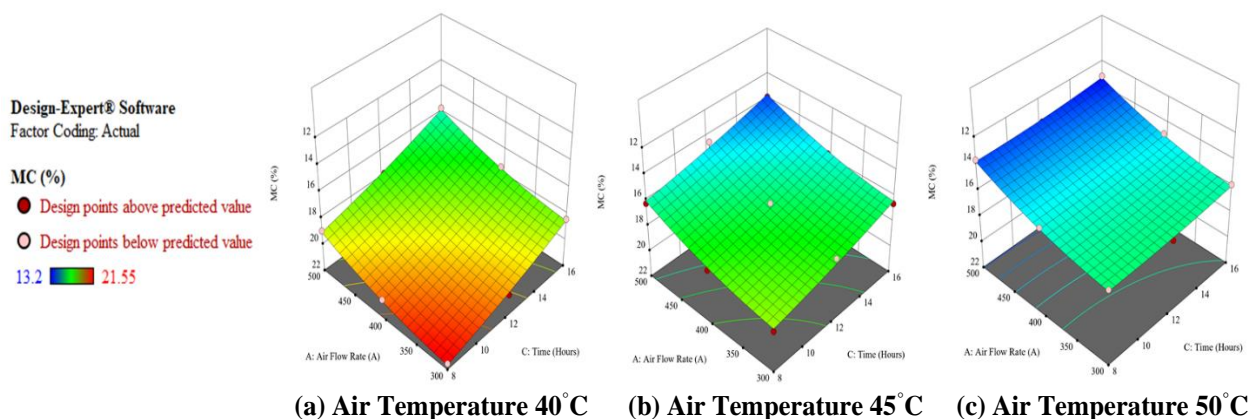 Design-Expert® Software
Factor Coding: Actual
MC (%)
Design points above predicted value
Design points below predicted value
13.2 21.55
MC (%)
12
14
16
18
20
22
500
450
400
350
300
8
10
12
14
16
A: Air Flow Rate (A)
C: Time (Hours)
(a) Air Temperature 40°C
MC (%)
12
14
16
18
20
22
500
450
400
350
300
8
10
12
14
16
A: Air Flow Rate (A)
C: Time (Hours)
(b) Air Temperature 45°C
MC (%)
12
14
16
18
20
22
500
450
400
350
300
8
10
12
14
16
A: Air Flow Rate (A)
C: Time (Hours)
(c) Air Temperature 50°C